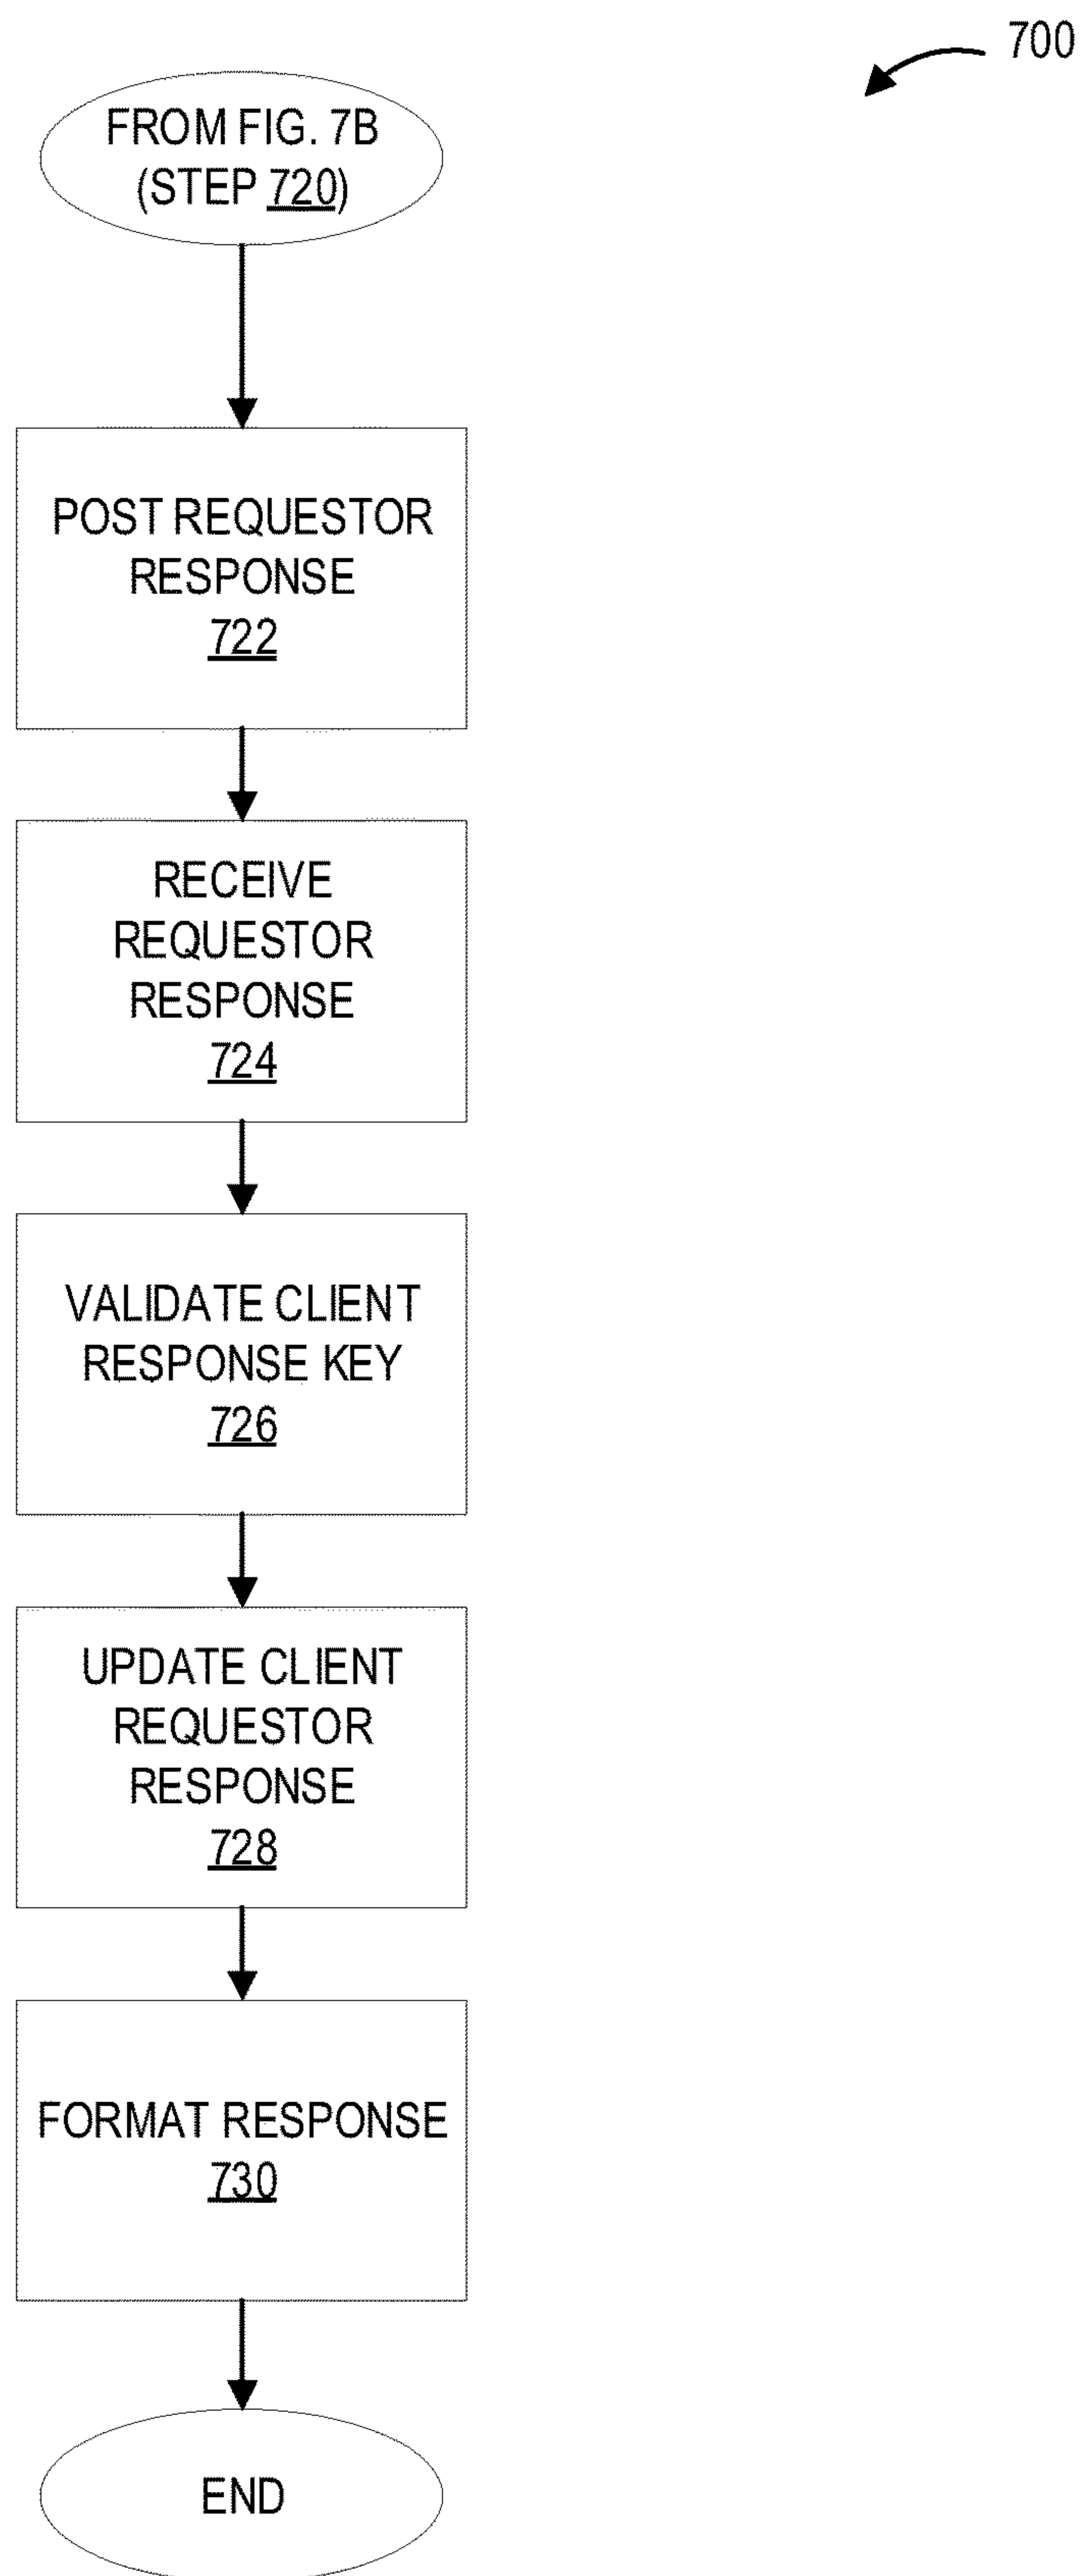 700
FROM FIG. 7B
(STEP 720)
POST REQUESTOR
RESPONSE
722
RECEIVE
REQUESTOR
RESPONSE
724
VALIDATE CLIENT
RESPONSE KEY
726
UPDATE CLIENT
REQUESTOR
RESPONSE
728
FORMAT RESPONSE
730
END